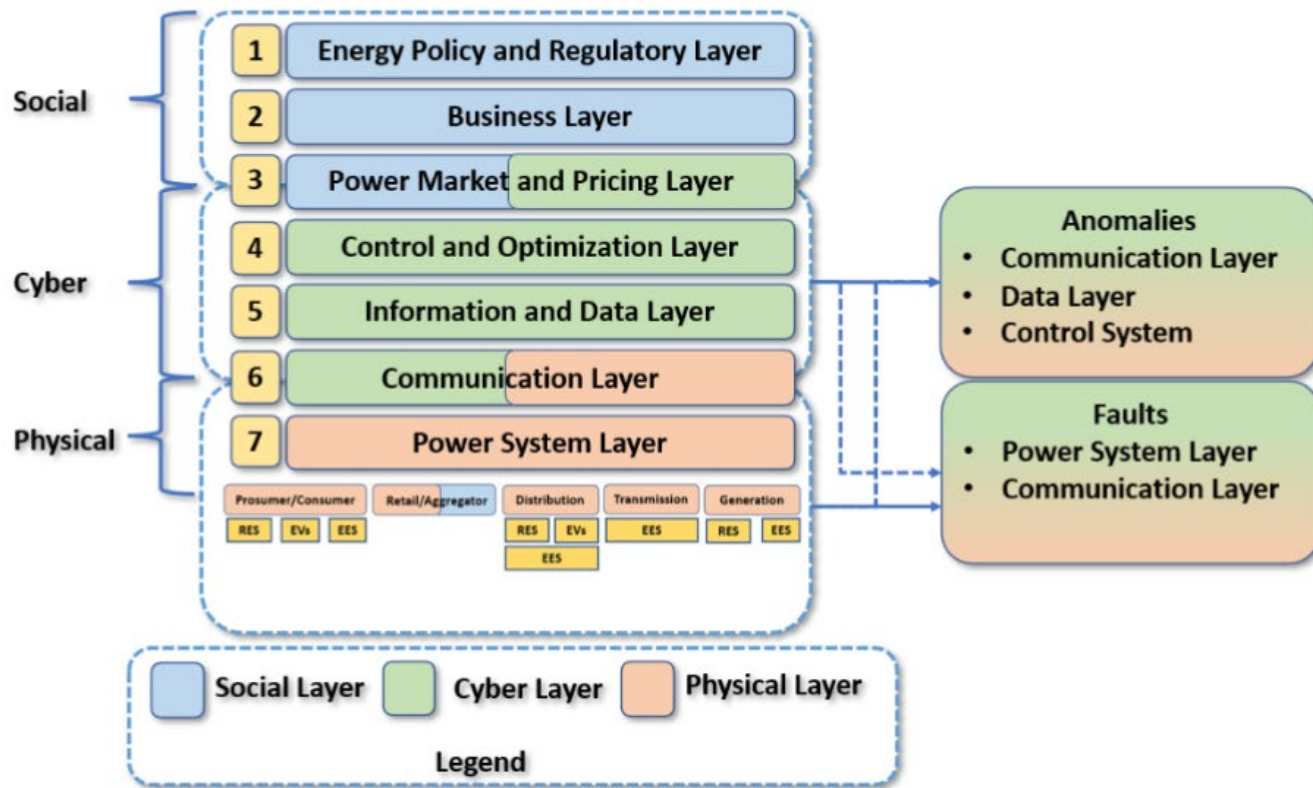 Social
Cyber
Physical
1 Energy Policy and Regulatory Layer
2 Business Layer
3 Power Market and Pricing Layer
4 Control and Optimization Layer
5 Information and Data Layer
6 Communication Layer
7 Power System Layer
Prosumer/Consumer Retail/Aggregator Distribution Transmission Generation
RES EVs EES RES EVs EES RES EES
EES
Anomalies
• Communication Layer
• Data Layer
• Control System
Faults
• Power System Layer
• Communication Layer
Social Layer Cyber Layer Physical Layer
Legend